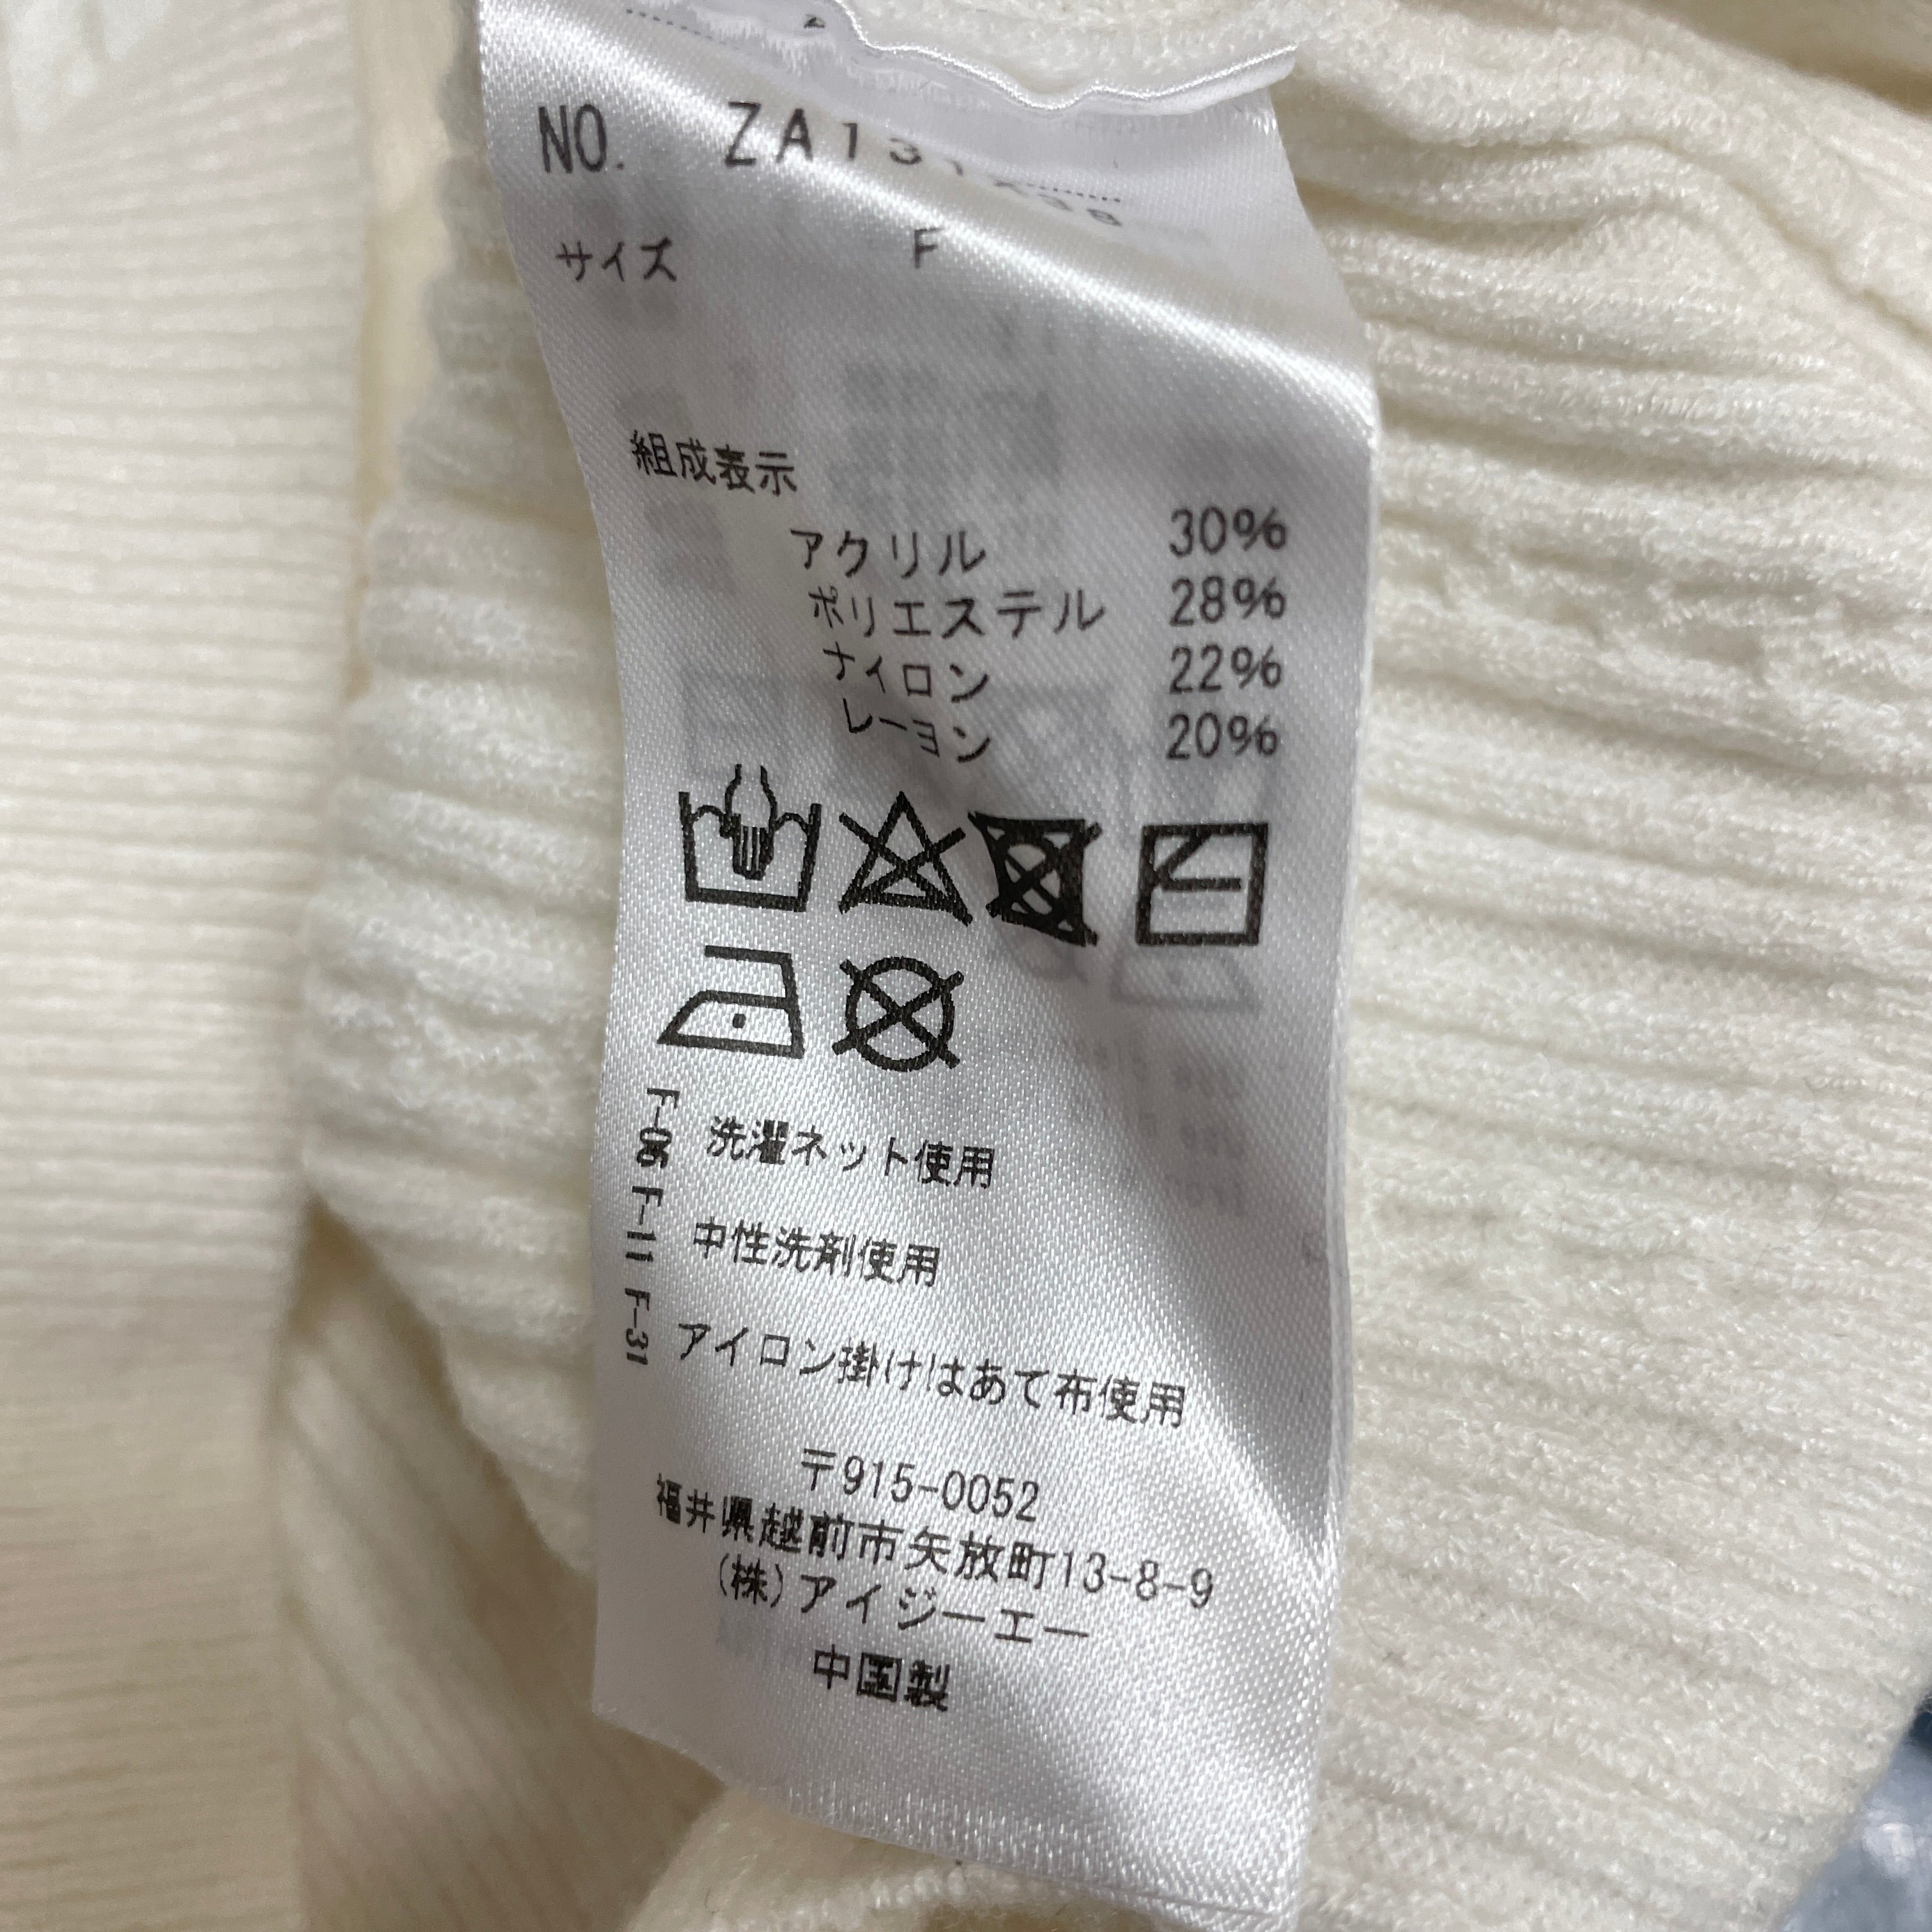 NO. ZA131X38
サイズ F
組成表示
アクリル 30%
ポリエステル 28%
ナイロン 22%
レーヨン 20%
F-06 F-11 F-31
洗濯ネット使用
中性洗剤使用
アイロン掛けはあて布使用
〒915-0052
福井県越前市矢放町13-8-9
(株)アイジーエー
中国製